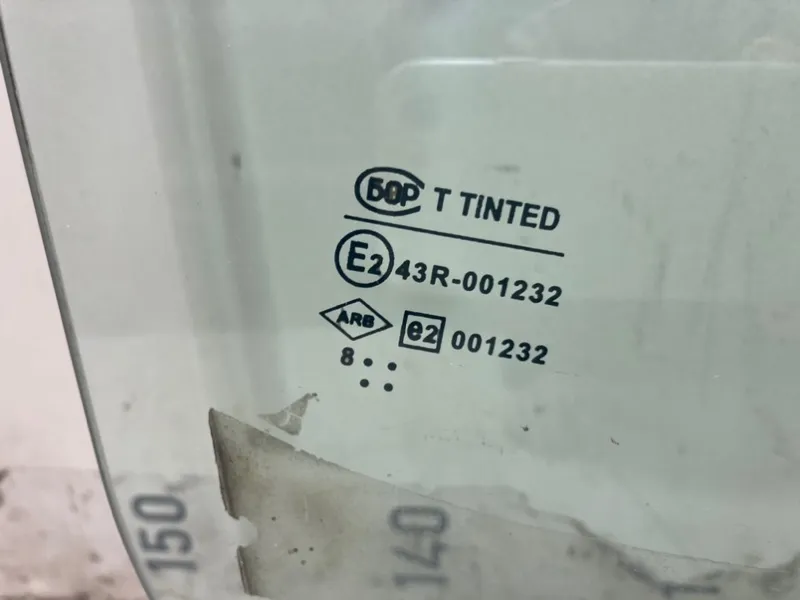 БОР T TINTED
E2 43R-001232
ARB e2 001232
8
150
140